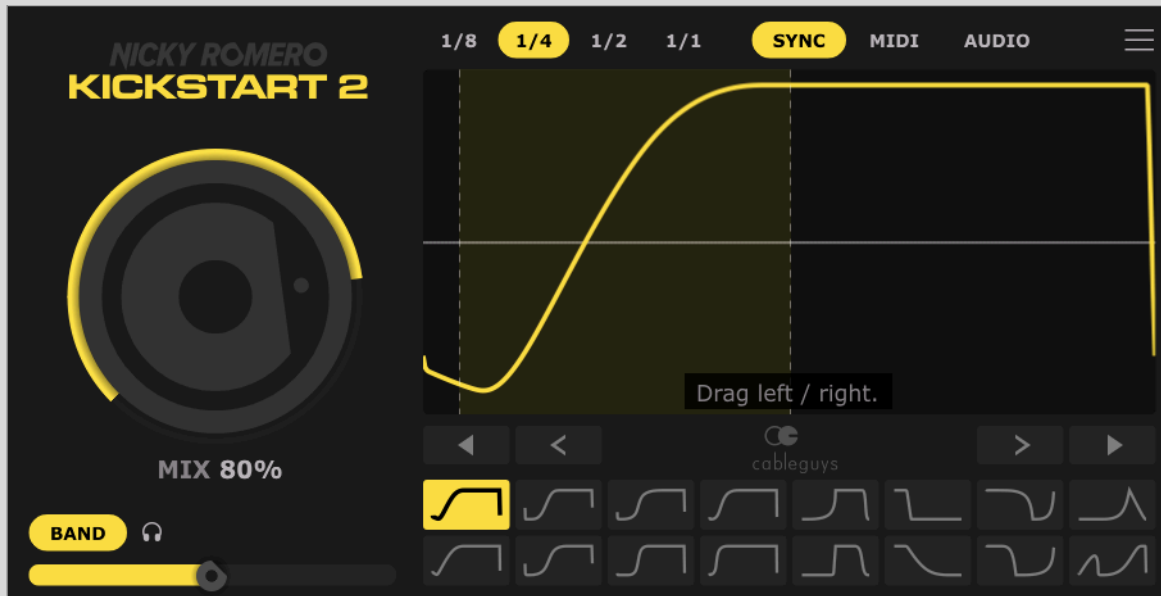 NICKY ROMERO
KICKSTART 2
1/8 1/4 1/2 1/1 SYNC MIDI AUDIO
Drag left / right.
cableguys
MIX 80%
BAND